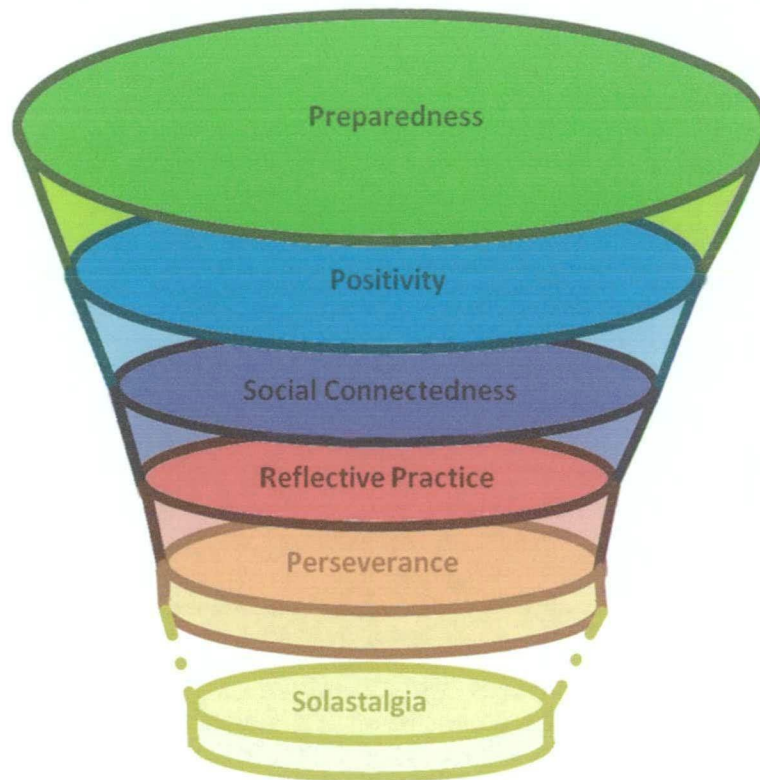 Preparedness
Positivity
Social Connectedness
Reflective Practice
Perseverance
Solastalgia